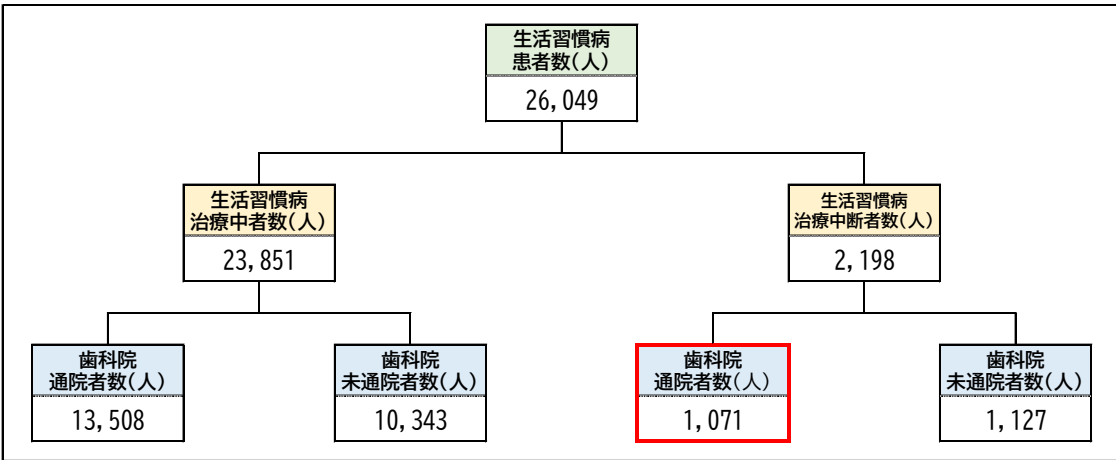 生活習慣病
患者数(人)
26,049
生活習慣病
治療中者数(人)
23,851
生活習慣病
治療中断者数(人)
2,198
歯科院
通院者数(人)
13,508
歯科院
未通院者数(人)
10,343
歯科院
通院者数(人)
1,071
歯科院
未通院者数(人)
1,127